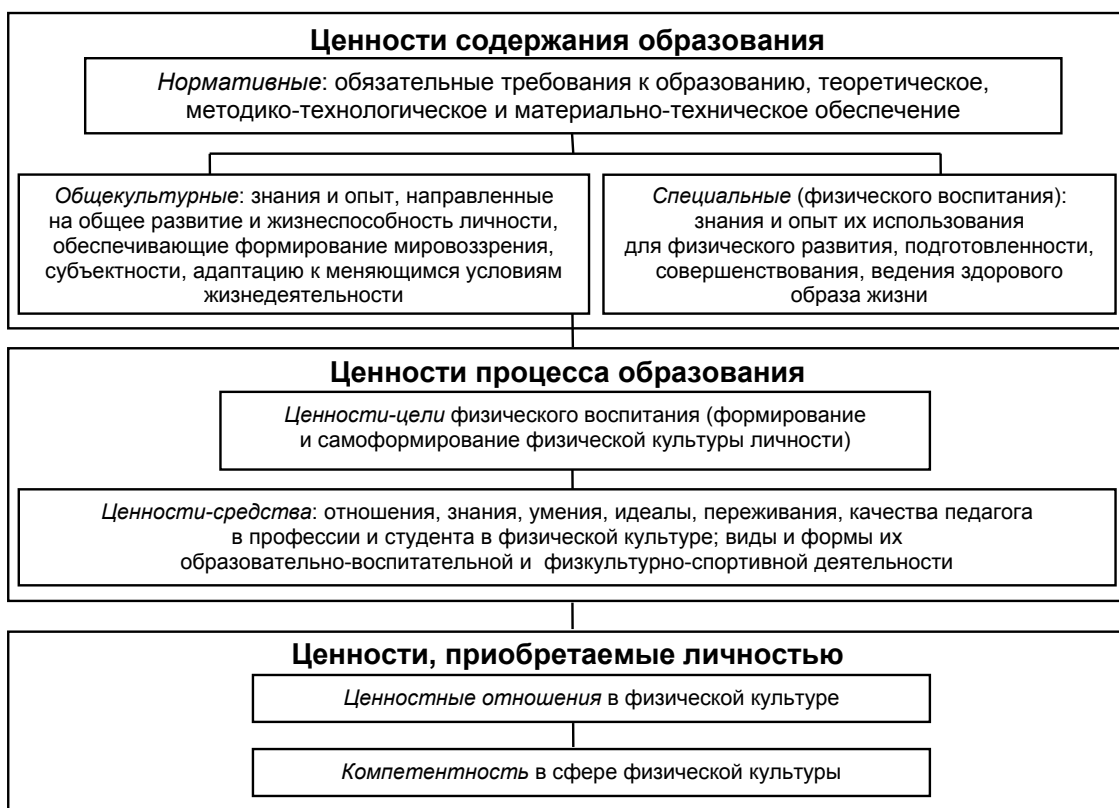 Ценности содержания образования
Нормативные: обязательные требования к образованию, теоретическое,
методико-технологическое и материально-техническое обеспечение
Общекультурные: знания и опыт, направленные
на общее развитие и жизнеспособность личности,
обеспечивающие формирование мировоззрения,
субъектности, адаптацию к меняющимся условиям
жизнедеятельности
Специальные (физического воспитания):
знания и опыт их использования
для физического развития, подготовленности,
совершенствования, ведения здорового
образа жизни
Ценности процесса образования
Ценности-цели физического воспитания (формирование
и самоформирование физической культуры личности)
Ценности-средства: отношения, знания, умения, идеалы, переживания, качества педагога
в профессии и студента в физической культуре; виды и формы их
образовательно-воспитательной и физкультурно-спортивной деятельности
Ценности, приобретаемые личностью
Ценностные отношения в физической культуре
Компетентность в сфере физической культуры